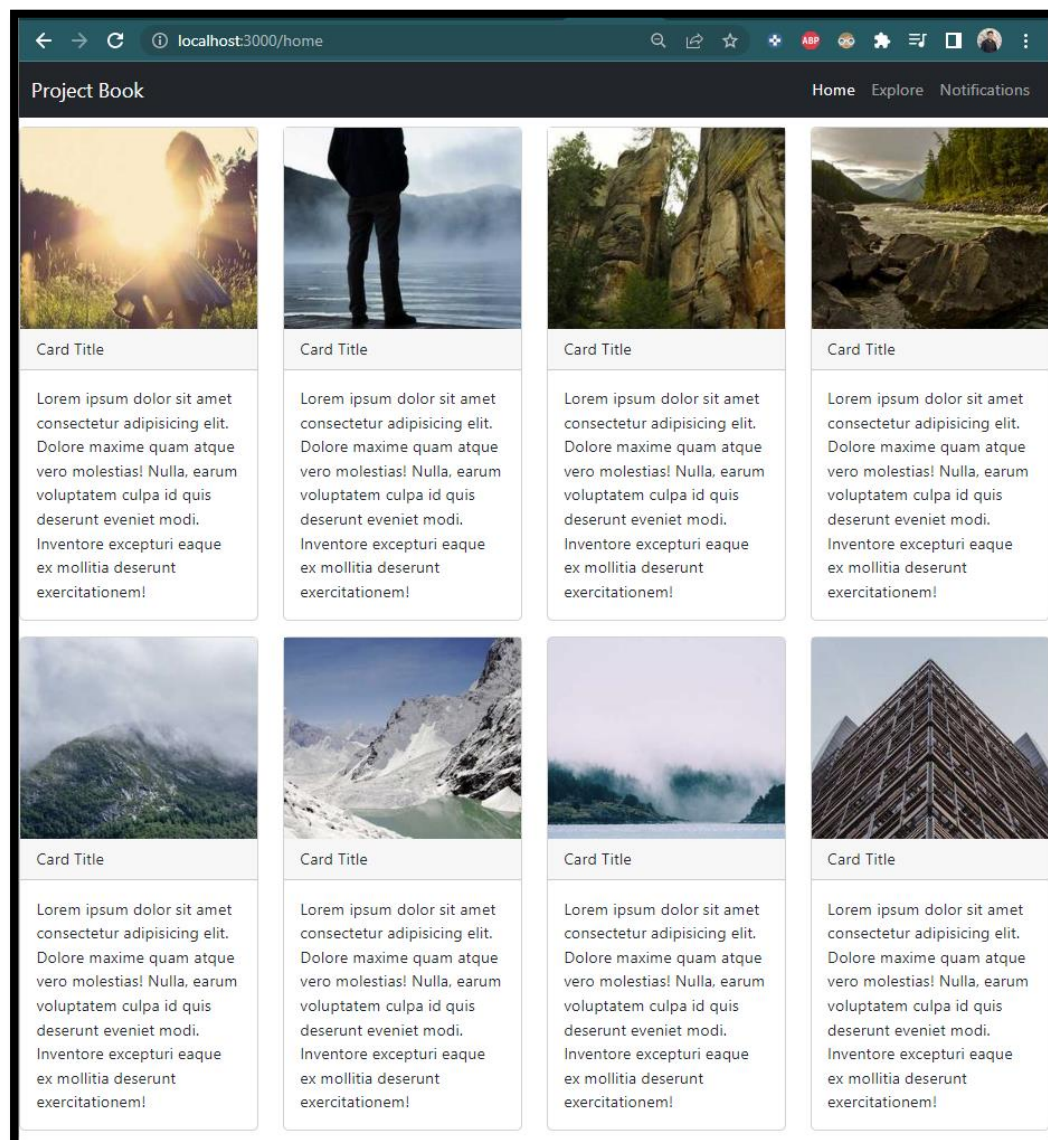 localhost:3000/home
ABP
Project Book
Home Explore Notifications
Card Title
Lorem ipsum dolor sit amet
consectetur adipisicing elit.
Dolore maxime quam atque
vero molestias! Nulla, earum
voluptatem culpa id quis
deserunt eveniet modi.
Inventore excepturi eaque
ex mollitia deserunt
exercitationem!
Card Title
Lorem ipsum dolor sit amet
consectetur adipisicing elit.
Dolore maxime quam atque
vero molestias! Nulla, earum
voluptatem culpa id quis
deserunt eveniet modi.
Inventore excepturi eaque
ex mollitia deserunt
exercitationem!
Card Title
Lorem ipsum dolor sit amet
consectetur adipisicing elit.
Dolore maxime quam atque
vero molestias! Nulla, earum
voluptatem culpa id quis
deserunt eveniet modi.
Inventore excepturi eaque
ex mollitia deserunt
exercitationem!
Card Title
Lorem ipsum dolor sit amet
consectetur adipisicing elit.
Dolore maxime quam atque
vero molestias! Nulla, earum
voluptatem culpa id quis
deserunt eveniet modi.
Inventore excepturi eaque
ex mollitia deserunt
exercitationem!
Card Title
Lorem ipsum dolor sit amet
consectetur adipisicing elit.
Dolore maxime quam atque
vero molestias! Nulla, earum
voluptatem culpa id quis
deserunt eveniet modi.
Inventore excepturi eaque
ex mollitia deserunt
exercitationem!
Card Title
Lorem ipsum dolor sit amet
consectetur adipisicing elit.
Dolore maxime quam atque
vero molestias! Nulla, earum
voluptatem culpa id quis
deserunt eveniet modi.
Inventore excepturi eaque
ex mollitia deserunt
exercitationem!
Card Title
Lorem ipsum dolor sit amet
consectetur adipisicing elit.
Dolore maxime quam atque
vero molestias! Nulla, earum
voluptatem culpa id quis
deserunt eveniet modi.
Inventore excepturi eaque
ex mollitia deserunt
exercitationem!
Card Title
Lorem ipsum dolor sit amet
consectetur adipisicing elit.
Dolore maxime quam atque
vero molestias! Nulla, earum
voluptatem culpa id quis
deserunt eveniet modi.
Inventore excepturi eaque
ex mollitia deserunt
exercitationem!